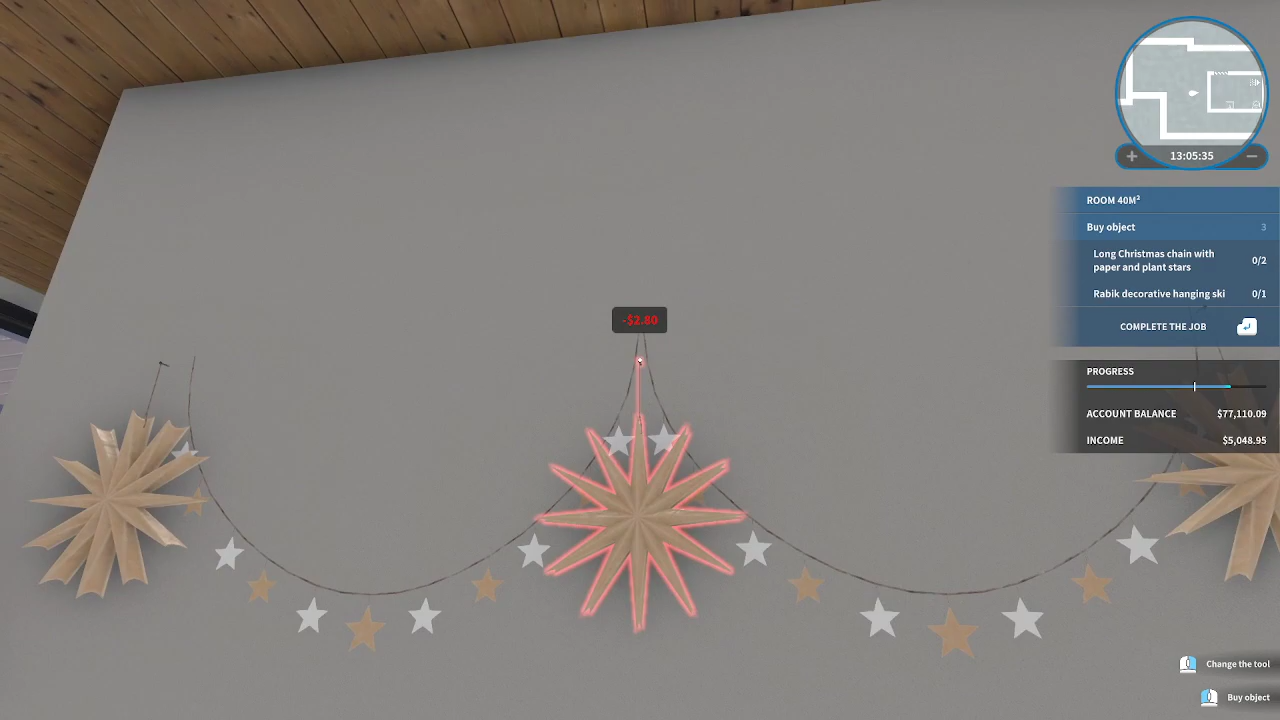 13:05:35
ROOM 40M²
Buy object 3
Long Christmas chain with
paper and plant stars 0/2
Rabik decorative hanging ski 0/1
COMPLETE THE JOB
-$2.80
PROGRESS
ACCOUNT BALANCE $77,110.09
INCOME $5,048.95
Change the tool
Buy object